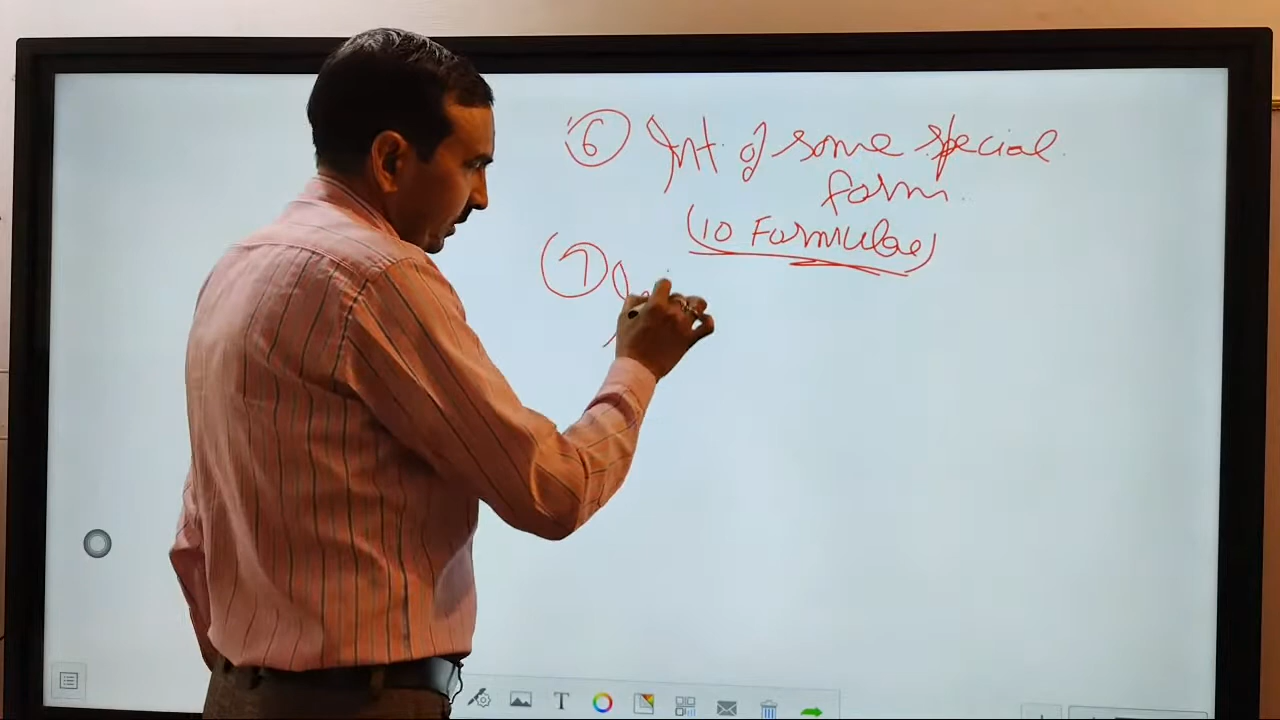 ⑥ Int. of some special
form.
(10 Formulae)
⑦
T